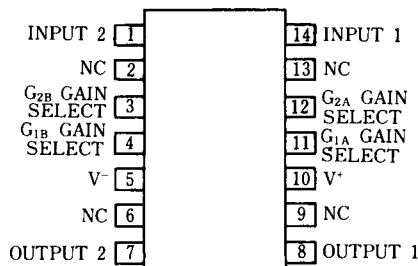 INPUT 2 1 14 INPUT 1
NC 2 13 NC
G2B GAIN SELECT 3 12 G2A GAIN SELECT
G1B GAIN SELECT 4 11 G1A GAIN SELECT
V− 5 10 V+
NC 6 9 NC
OUTPUT 2 7 8 OUTPUT 1